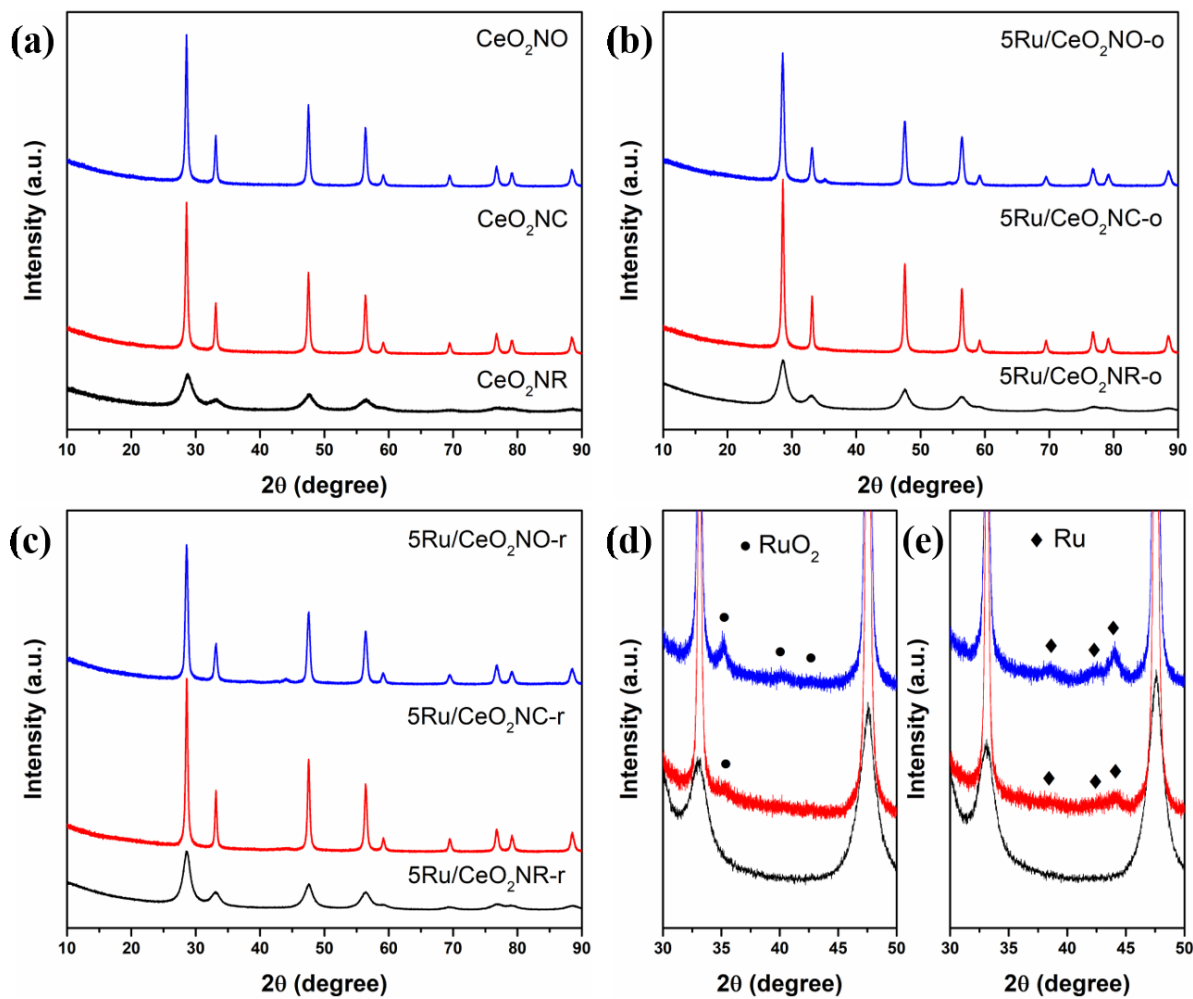 (a)
CeO₂NO
CeO₂NC
CeO₂NR
Intensity (a.u.)
10 20 30 40 50 60 70 80 90
2θ (degree)
(b)
5Ru/CeO₂NO-o
5Ru/CeO₂NC-o
5Ru/CeO₂NR-o
Intensity (a.u.)
10 20 30 40 50 60 70 80 90
2θ (degree)
(c)
5Ru/CeO₂NO-r
5Ru/CeO₂NC-r
5Ru/CeO₂NR-r
Intensity (a.u.)
10 20 30 40 50 60 70 80 90
2θ (degree)
(d)
● RuO₂
Intensity (a.u.)
30 35 40 45 50
2θ (degree)
(e)
◆ Ru
Intensity (a.u.)
30 35 40 45 50
2θ (degree)